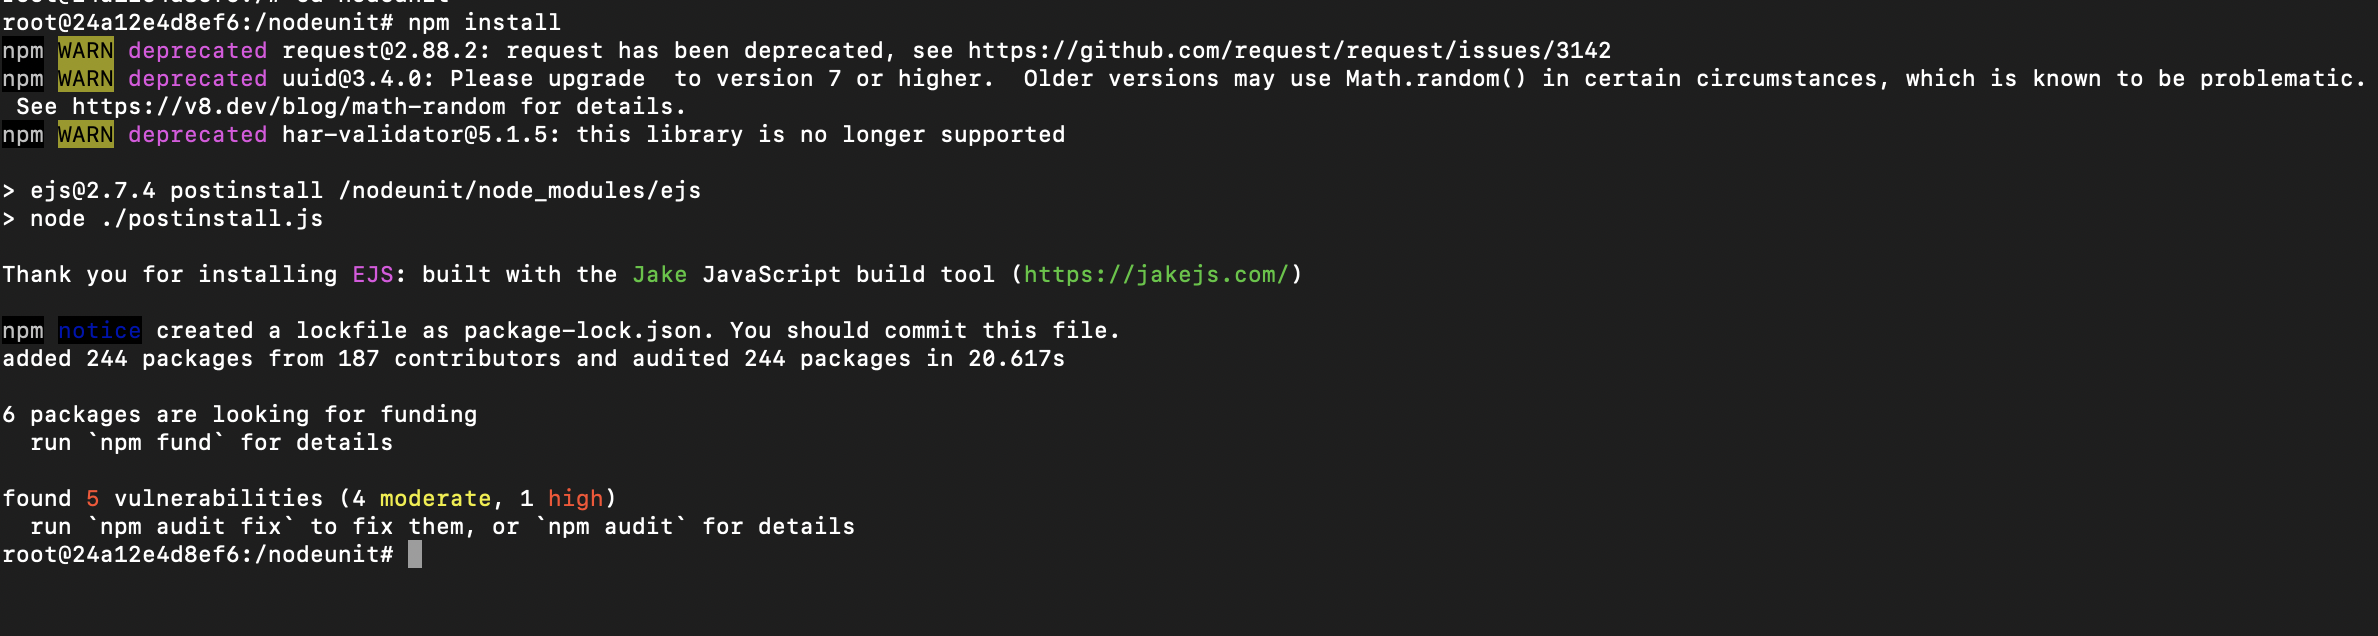 root@24a12e4d8ef6:/nodeunit# npm install
npm WARN deprecated request@2.88.2: request has been deprecated, see https://github.com/request/request/issues/3142
npm WARN deprecated uuid@3.4.0: Please upgrade  to version 7 or higher.  Older versions may use Math.random() in certain circumstances, which is known to be problematic.
 See https://v8.dev/blog/math-random for details.
npm WARN deprecated har-validator@5.1.5: this library is no longer supported
> ejs@2.7.4 postinstall /nodeunit/node_modules/ejs
> node ./postinstall.js
Thank you for installing EJS: built with the Jake JavaScript build tool (https://jakejs.com/)
npm notice created a lockfile as package-lock.json. You should commit this file.
added 244 packages from 187 contributors and audited 244 packages in 20.617s
6 packages are looking for funding
  run `npm fund` for details
found 5 vulnerabilities (4 moderate, 1 high)
  run `npm audit fix` to fix them, or `npm audit` for details
root@24a12e4d8ef6:/nodeunit#